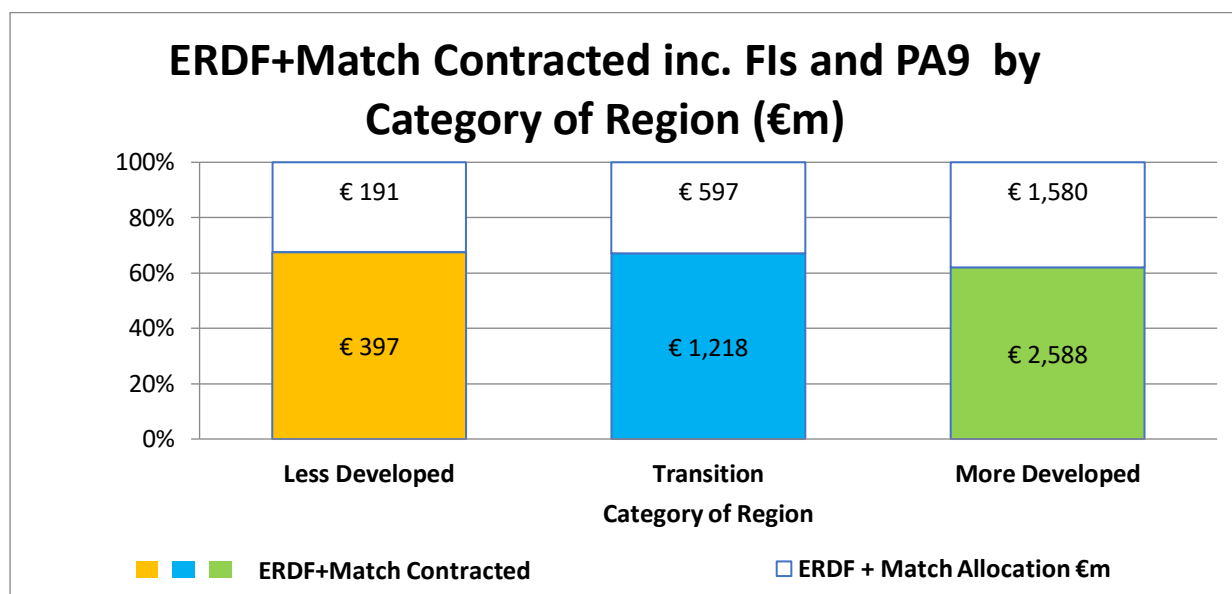 ERDF+Match Contracted inc. FIs and PA9 by
Category of Region (€m)
100%
80%
60%
40%
20%
0%
€ 191
€ 597
€ 1,580
€ 397
€ 1,218
€ 2,588
Less Developed
Transition
More Developed
Category of Region
ERDF+Match Contracted
ERDF + Match Allocation €m